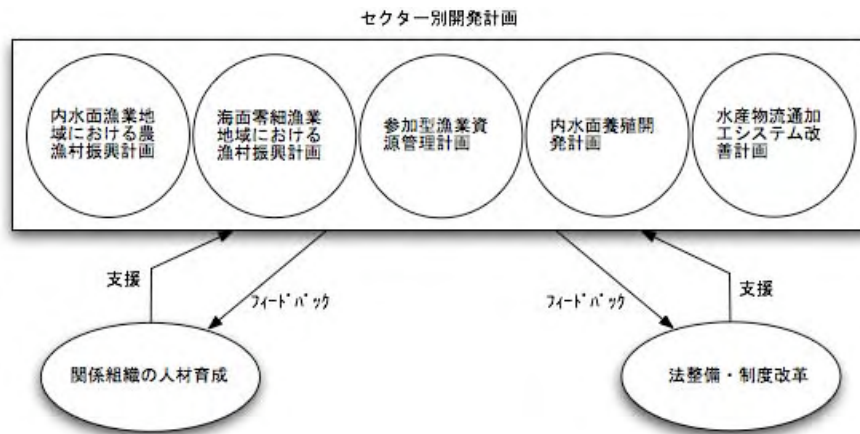 セクター別開発計画
内水面漁業地
域における農
漁村振興計画
海面零細漁業
地域における
漁村振興計画
参加型漁業資
源管理計画
内水面養殖開
発計画
水産物流通加
工システム改
善計画
支援
フィードバック
フィードバック
支援
関係組織の人材育成
法整備・制度改革